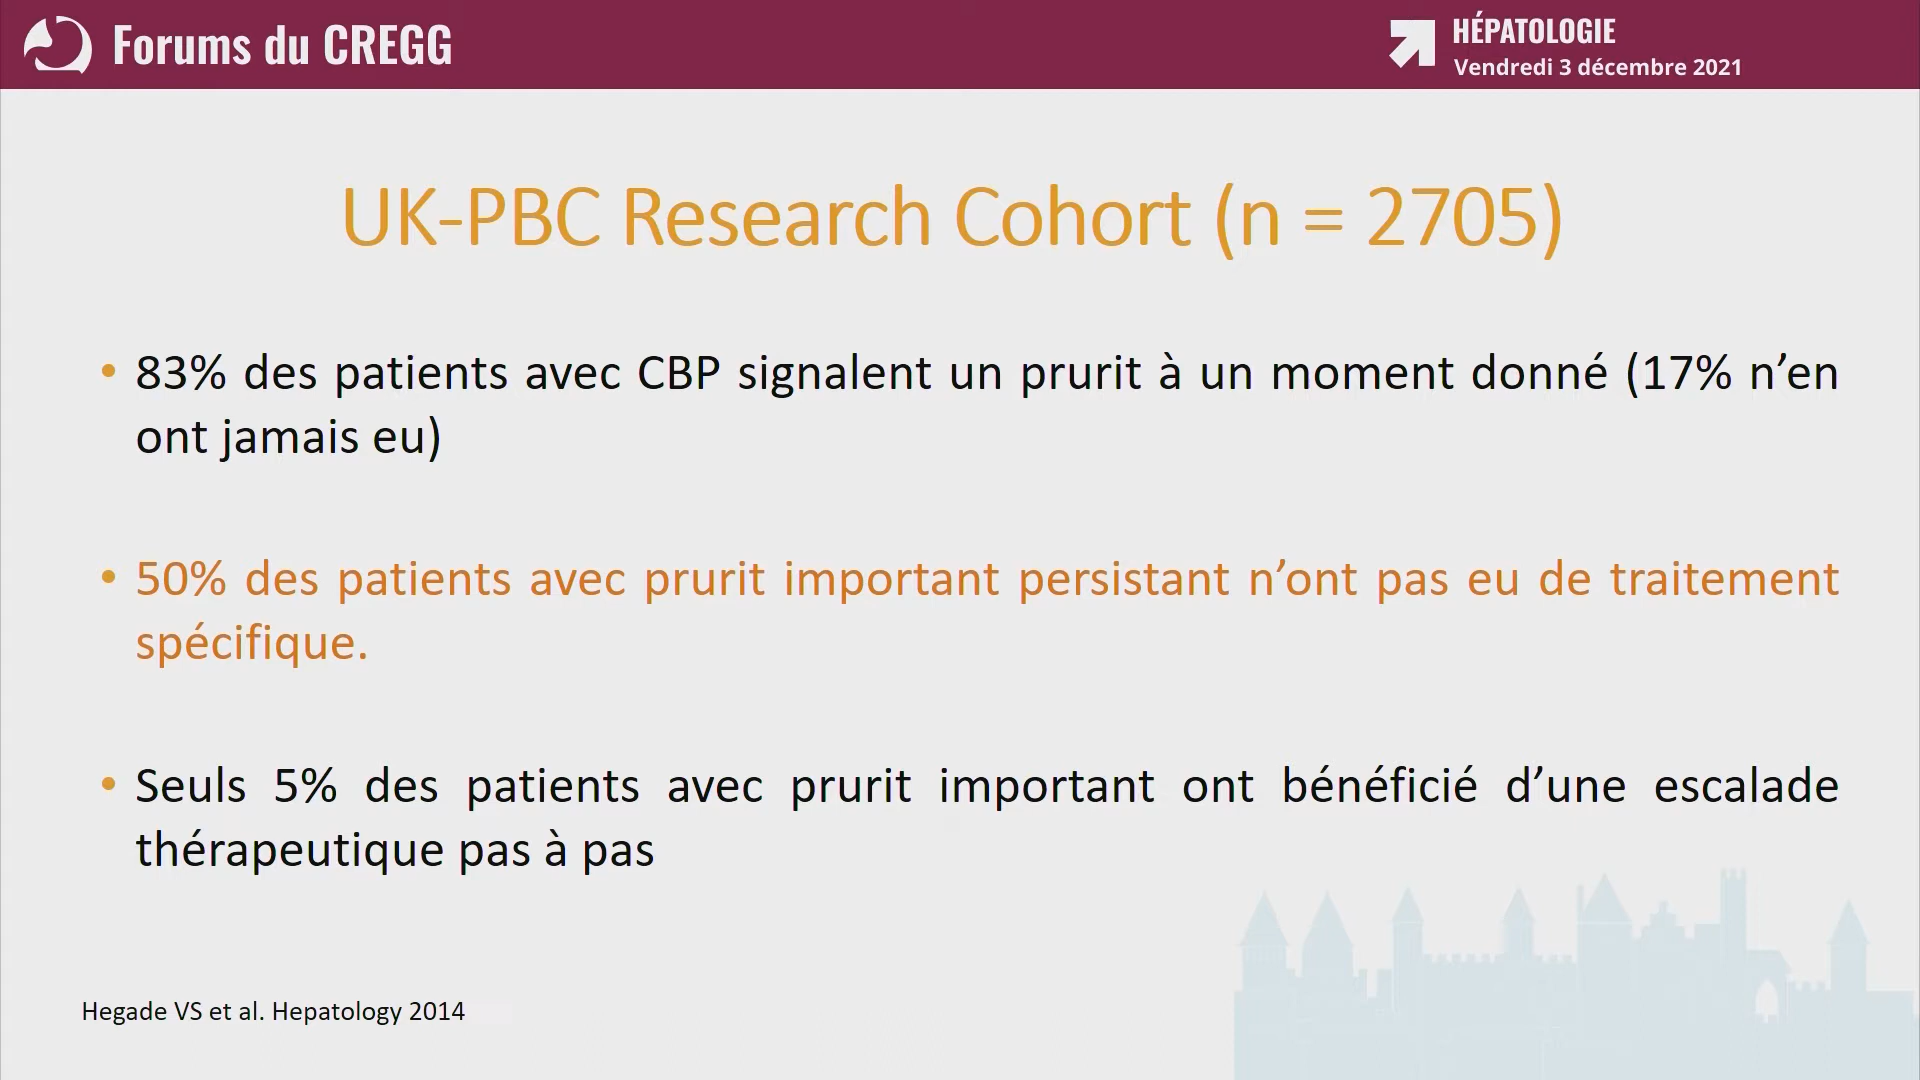 Forums du CREGG
HÉPATOLOGIE
Vendredi 3 décembre 2021
UK-PBC Research Cohort (n = 2705)
• 83% des patients avec CBP signalent un prurit à un moment donné (17% n’en
ont jamais eu)
• 50% des patients avec prurit important persistant n’ont pas eu de traitement
spécifique.
• Seuls 5% des patients avec prurit important ont bénéficié d’une escalade
thérapeutique pas à pas
Hegade VS et al. Hepatology 2014